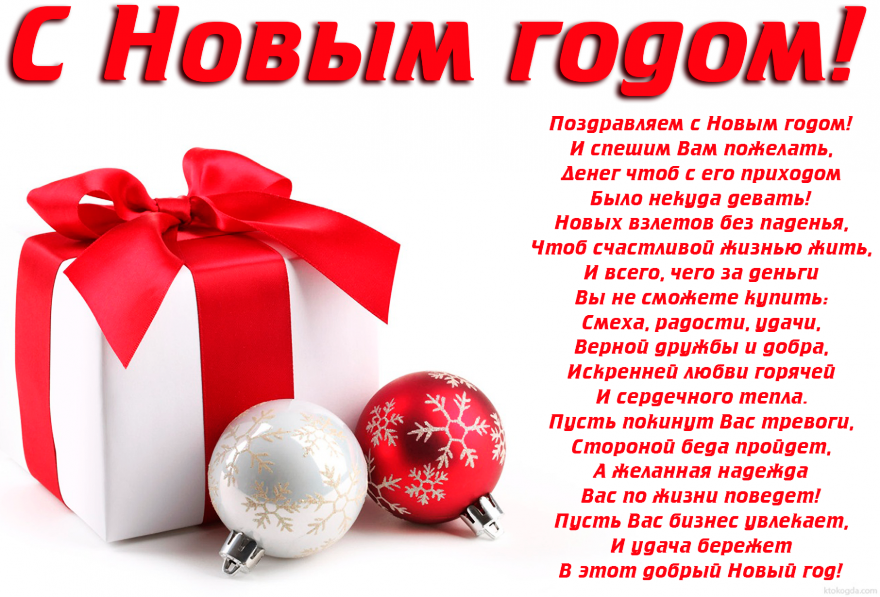 С Новым годом!
Поздравляем с Новым годом!
И спешим Вам пожелать,
Денег чтоб с его приходом
Было некуда девать!
Новых взлетов без паденья,
Чтоб счастливой жизнью жить,
И всего, чего за деньги
Вы не сможете купить:
Смеха, радости, удачи,
Верной дружбы и добра,
Искренней любви горячей
И сердечного тепла.
Пусть покинут Вас тревоги,
Стороной беда пройдет,
А желанная надежда
Вас по жизни поведет!
Пусть Вас бизнес увлекает,
И удача бережет
В этот добрый Новый год!
ktokogda.com